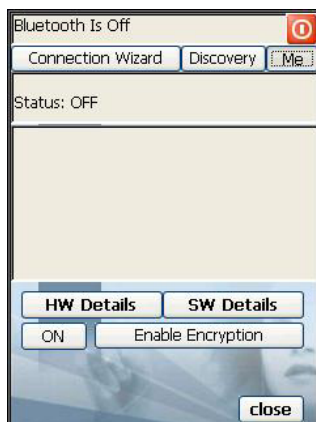 Bluetooth Is Off
Connection Wizard Discovery Me
Status: OFF
HW Details SW Details
ON Enable Encryption
close